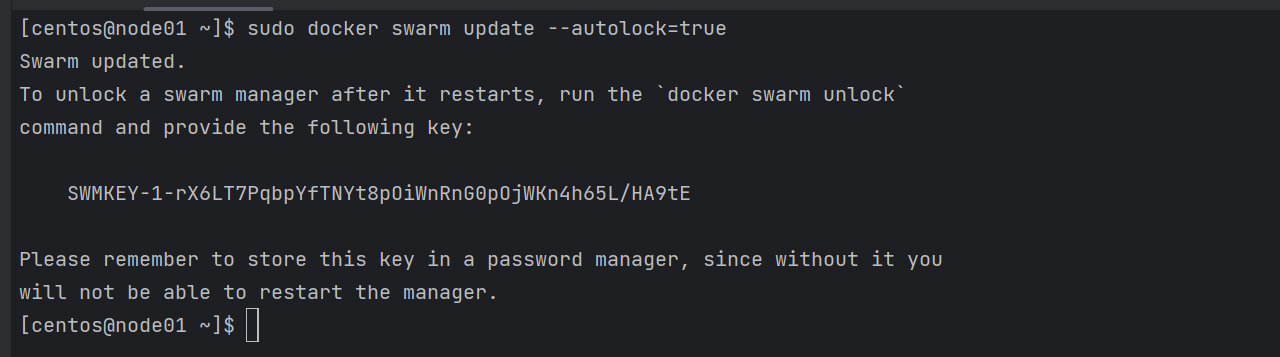 [centos@node01 ~]$ sudo docker swarm update --autolock=true
Swarm updated.
To unlock a swarm manager after it restarts, run the `docker swarm unlock`
command and provide the following key:
SWMKEY-1-rX6LT7PqbpYfTNYt8pOiWnRnG0pOjWKn4h65L/HA9tE
Please remember to store this key in a password manager, since without it you
will not be able to restart the manager.
[centos@node01 ~]$